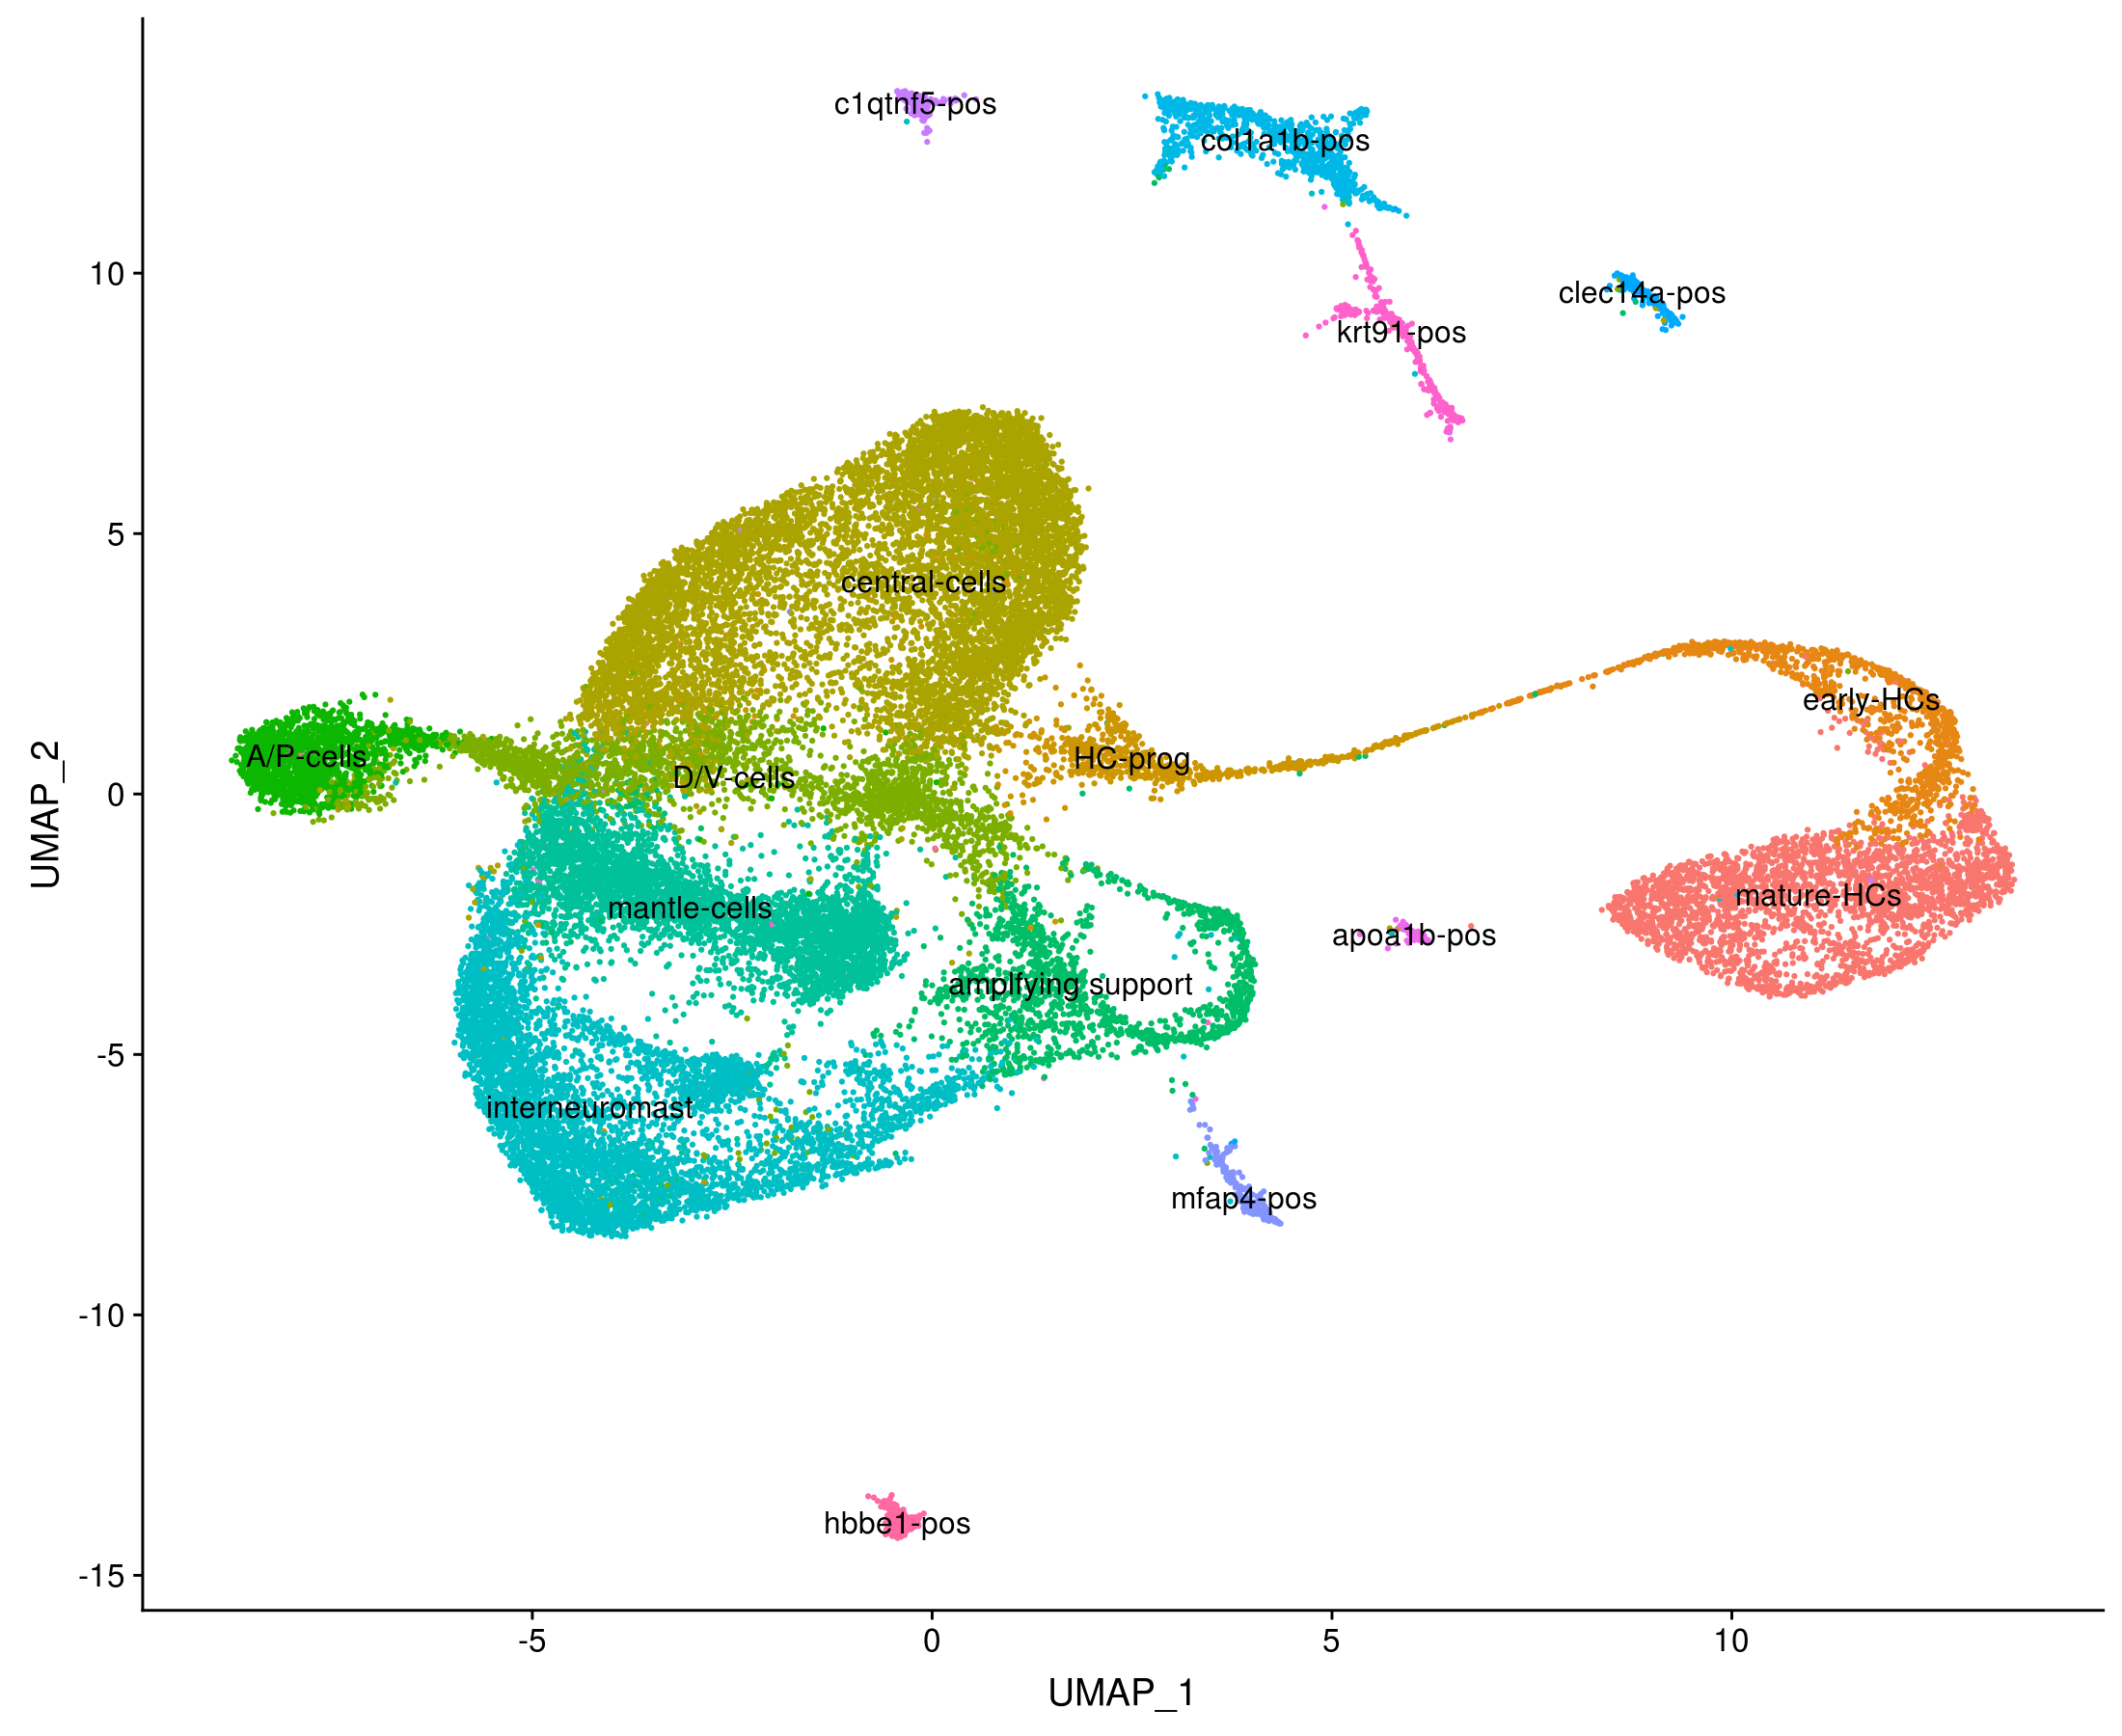 c1qtnf5-pos
col1a1b-pos
10
clec14a-pos
krt91-pos
5
central-cells
early-HCs
A/P-cells
HC-prog
D/V-cells
0
UMAP_2
mature-HCs
mantle-cells
apoa1b-pos
amplfying support
-5
interneuromast
mfap4-pos
-10
hbbe1-pos
-15
-5 0 5 10
UMAP_1